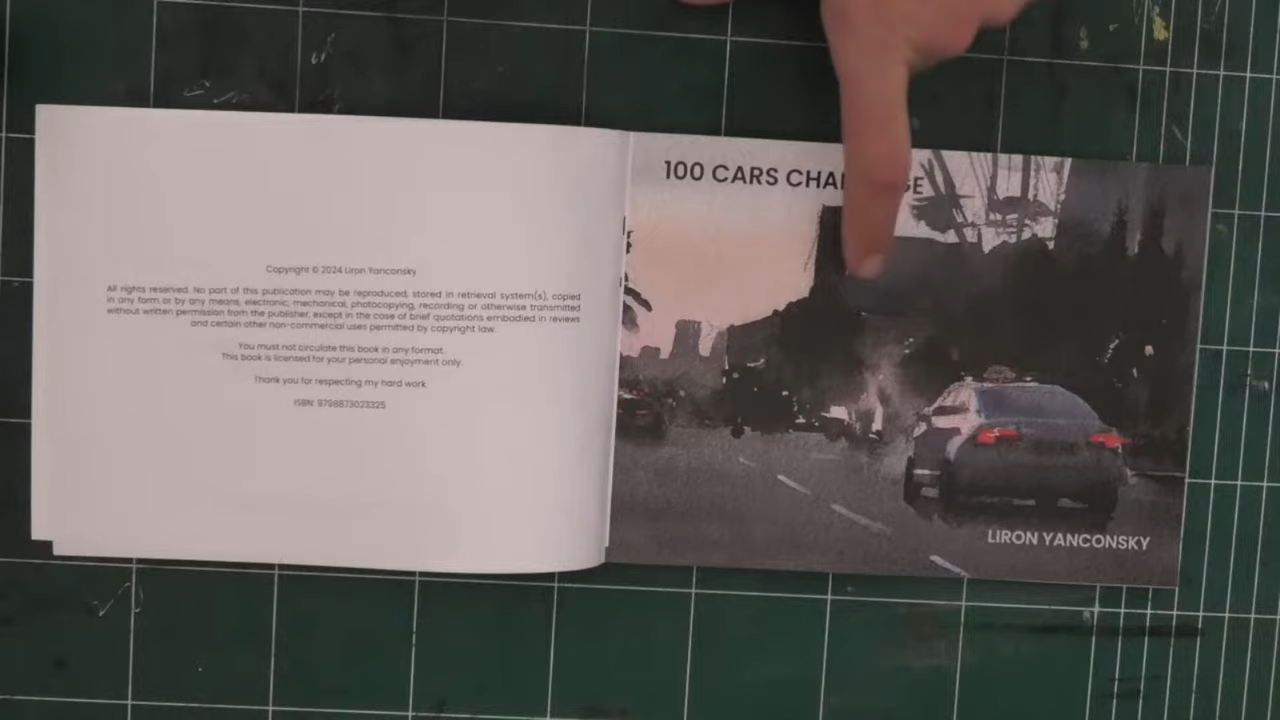 Copyright © 2024 Liron Yanconsky
All rights reserved. No part of this publication may be reproduced, stored in retrieval system(s), copied
in any form or by any means, electronic, mechanical, photocopying, recording or otherwise transmitted
without written permission from the publisher, except in the case of brief quotations embodied in reviews
and certain other non-commercial uses permitted by copyright law.
You must not circulate this book in any format.
This book is licensed for your personal enjoyment only.
Thank you for respecting my hard work
ISBN: 9798873023325
100 CARS
LIRON YANCONSKY